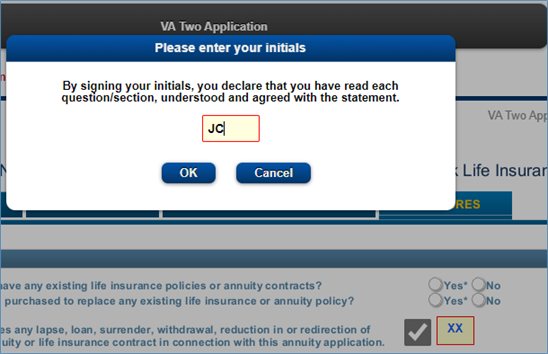 VA Two Application
Please enter your initials
By signing your initials, you declare that you have read each
question/section, understood and agreed with the statement.
JC
OK Cancel
VA Two App
k Life Insuran
RES
have any existing life insurance policies or annuity contracts? Yes* No
purchased to replace any existing life insurance or annuity policy? Yes* No
es any lapse, loan, surrender, withdrawal, reduction in or redirection of
uity or life insurance contract in connection with this annuity application. XX